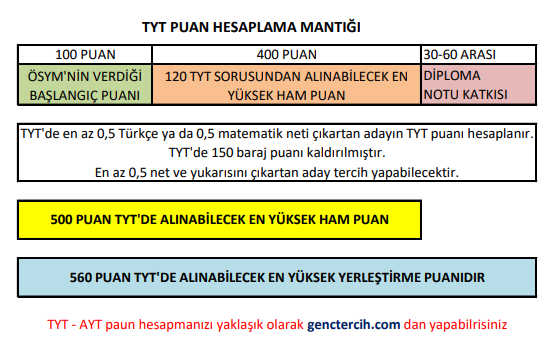 TYT PUAN HESAPLAMA MANTIĞI
100 PUAN 400 PUAN 30-60 ARASI
ÖSYM'NİN VERDİĞİ BAŞLANGIÇ PUANI
120 TYT SORUSUNDAN ALINABİLECEK EN YÜKSEK HAM PUAN
DİPLOMA NOTU KATKISI
TYT'de en az 0,5 Türkçe ya da 0,5 matematik neti çıkartan adayın TYT puanı hesaplanır.
TYT'de 150 baraj puanı kaldırılmıştır.
En az 0,5 net ve yukarısını çıkartan aday tercih yapabilecektir.
500 PUAN TYT'DE ALINABİLECEK EN YÜKSEK HAM PUAN
560 PUAN TYT'DE ALINABİLECEK EN YÜKSEK YERLEŞTİRME PUANIDIR
TYT - AYT paun hesapmanızı yaklaşık olarak genctercih.com dan yapabilrisiniz